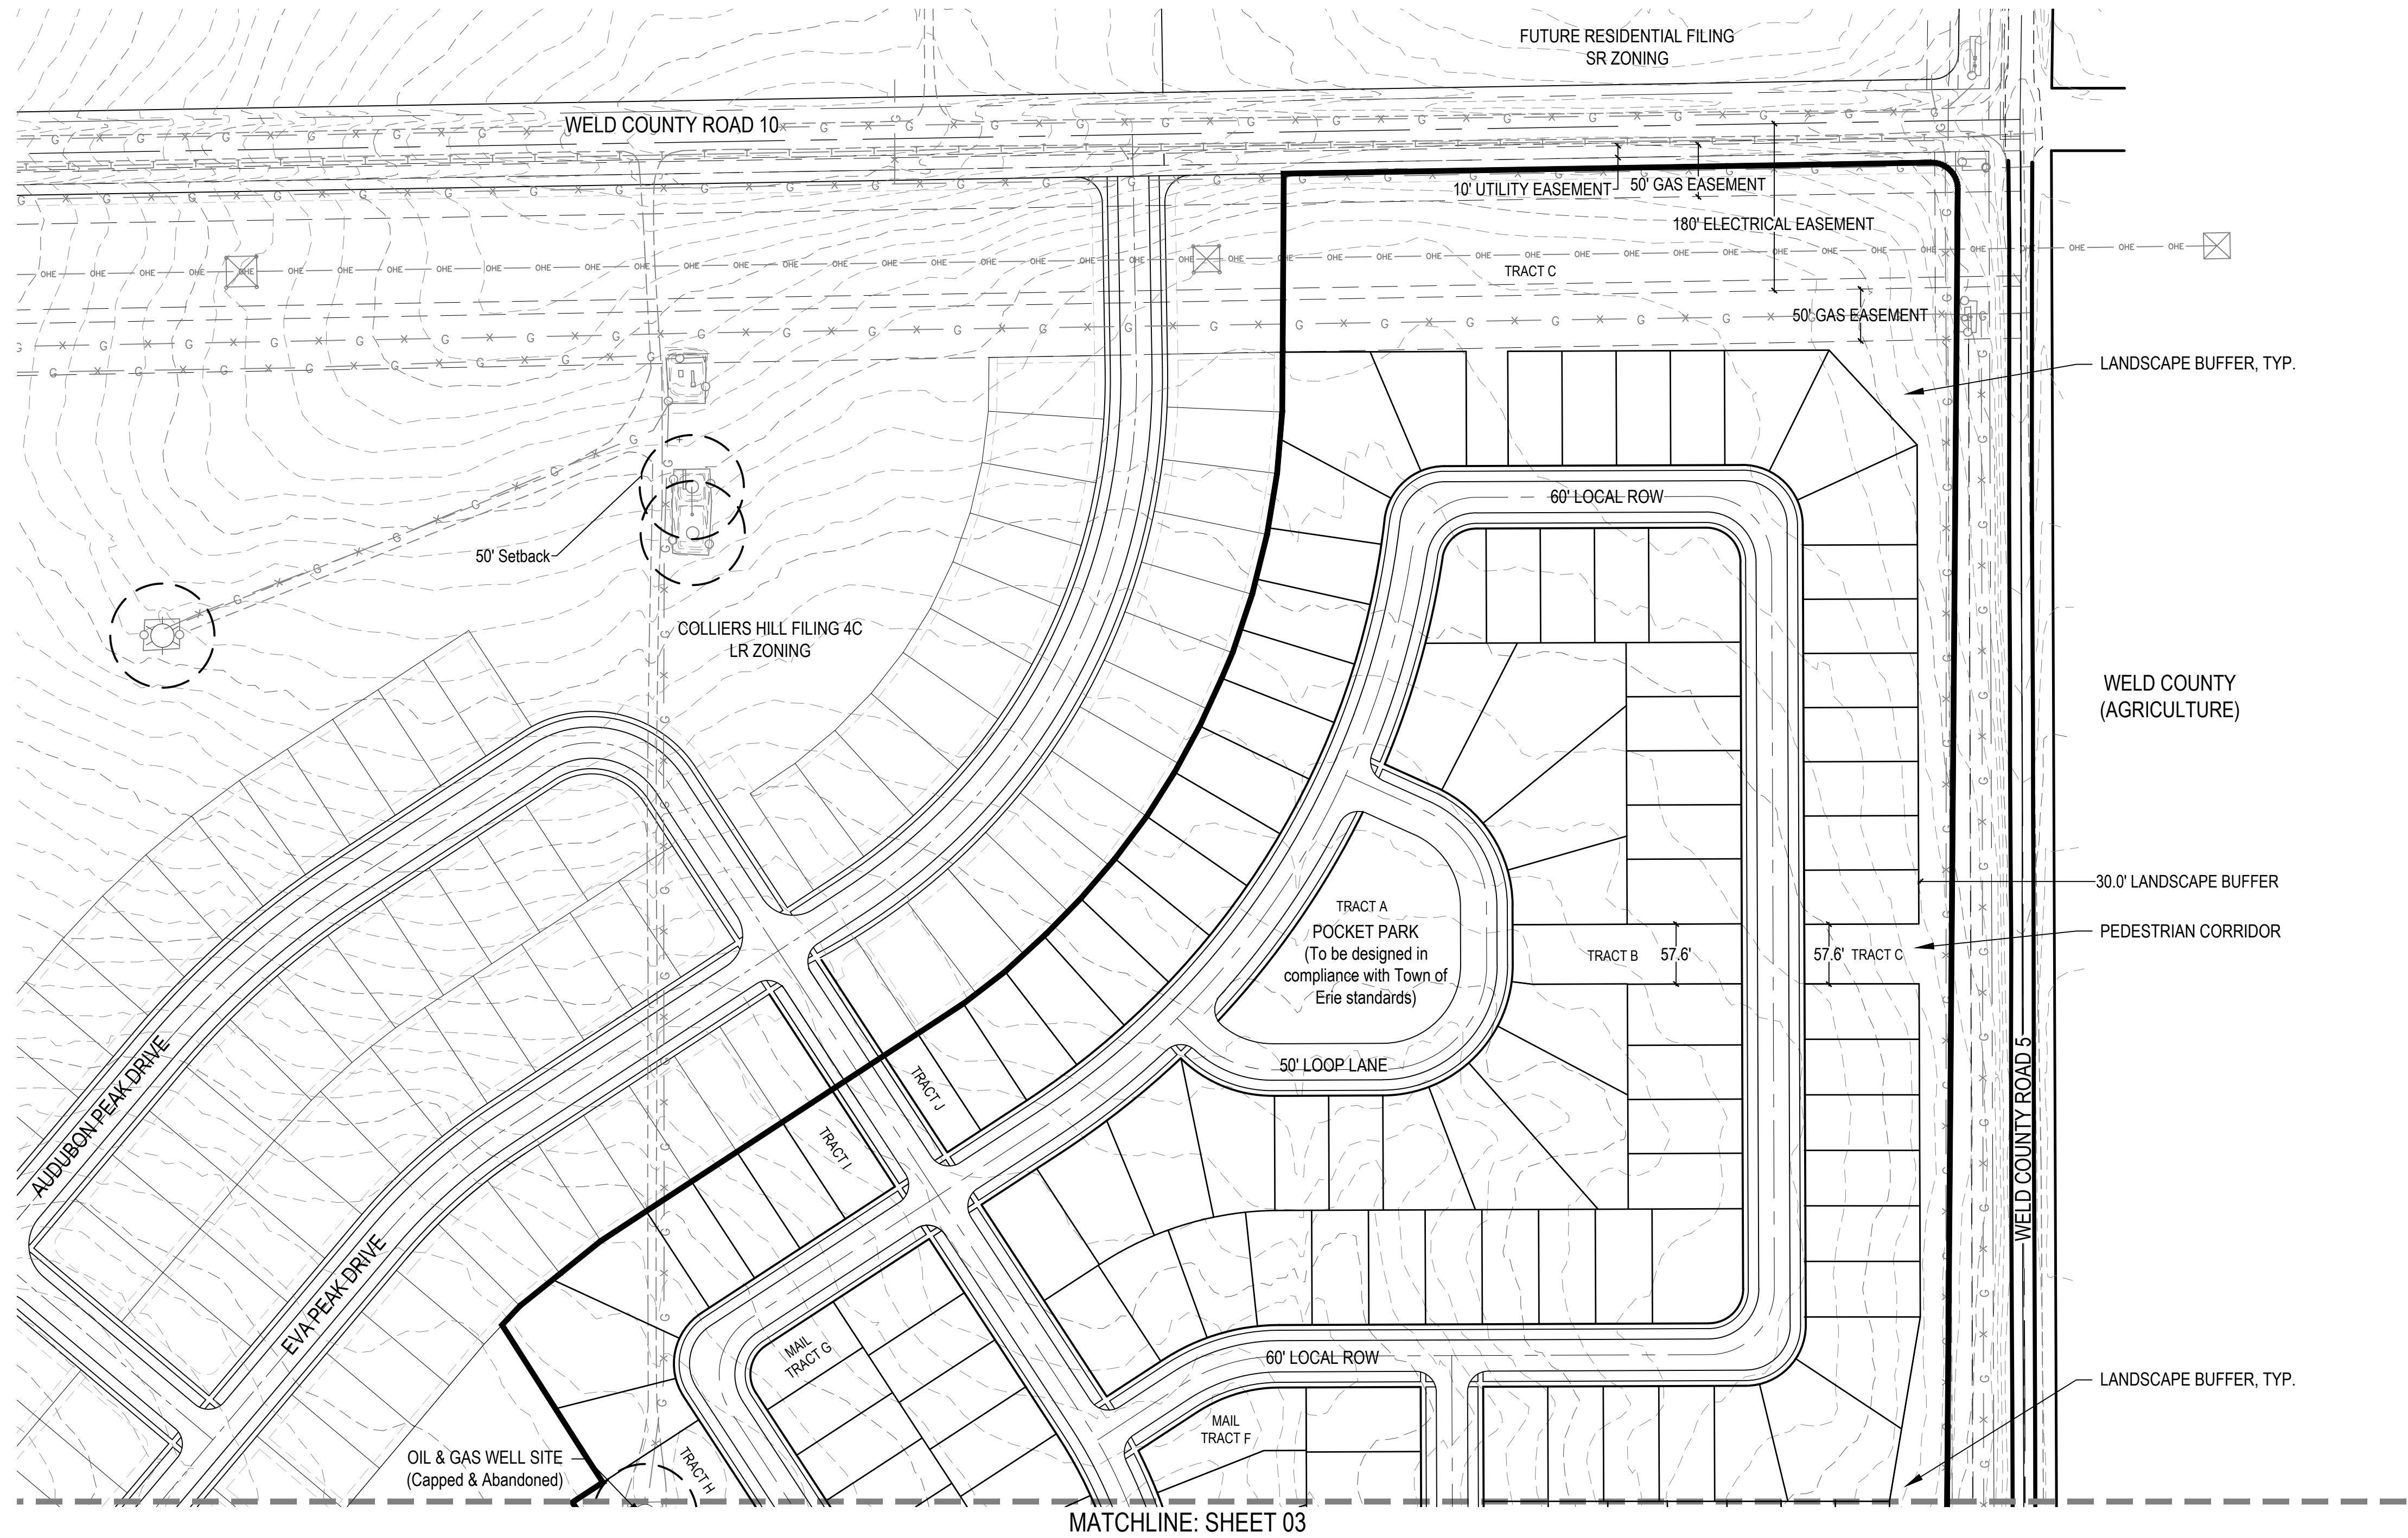 FUTURE RESIDENTIAL FILING
SR ZONING
WELD COUNTY ROAD 10
10' UTILITY EASEMENT
50' GAS EASEMENT
180' ELECTRICAL EASEMENT
TRACT C
50' GAS EASEMENT
LANDSCAPE BUFFER, TYP.
60' LOCAL ROW
50' Setback
COLLIERS HILL FILING 4C
LR ZONING
WELD COUNTY
(AGRICULTURE)
30.0' LANDSCAPE BUFFER
TRACT A
POCKET PARK
(To be designed in
compliance with Town of
Erie standards)
TRACT B
57.6'
57.6'
TRACT C
PEDESTRIAN CORRIDOR
50' LOOP LANE
AUDUBON PEAK DRIVE
TRACT J
TRACT I
WELD COUNTY ROAD 5
EVA PEAK DRIVE
MAIL
TRACT G
60' LOCAL ROW
LANDSCAPE BUFFER, TYP.
MAIL
TRACT F
OIL & GAS WELL SITE
(Capped & Abandoned)
TRACT H
MATCHLINE: SHEET 03